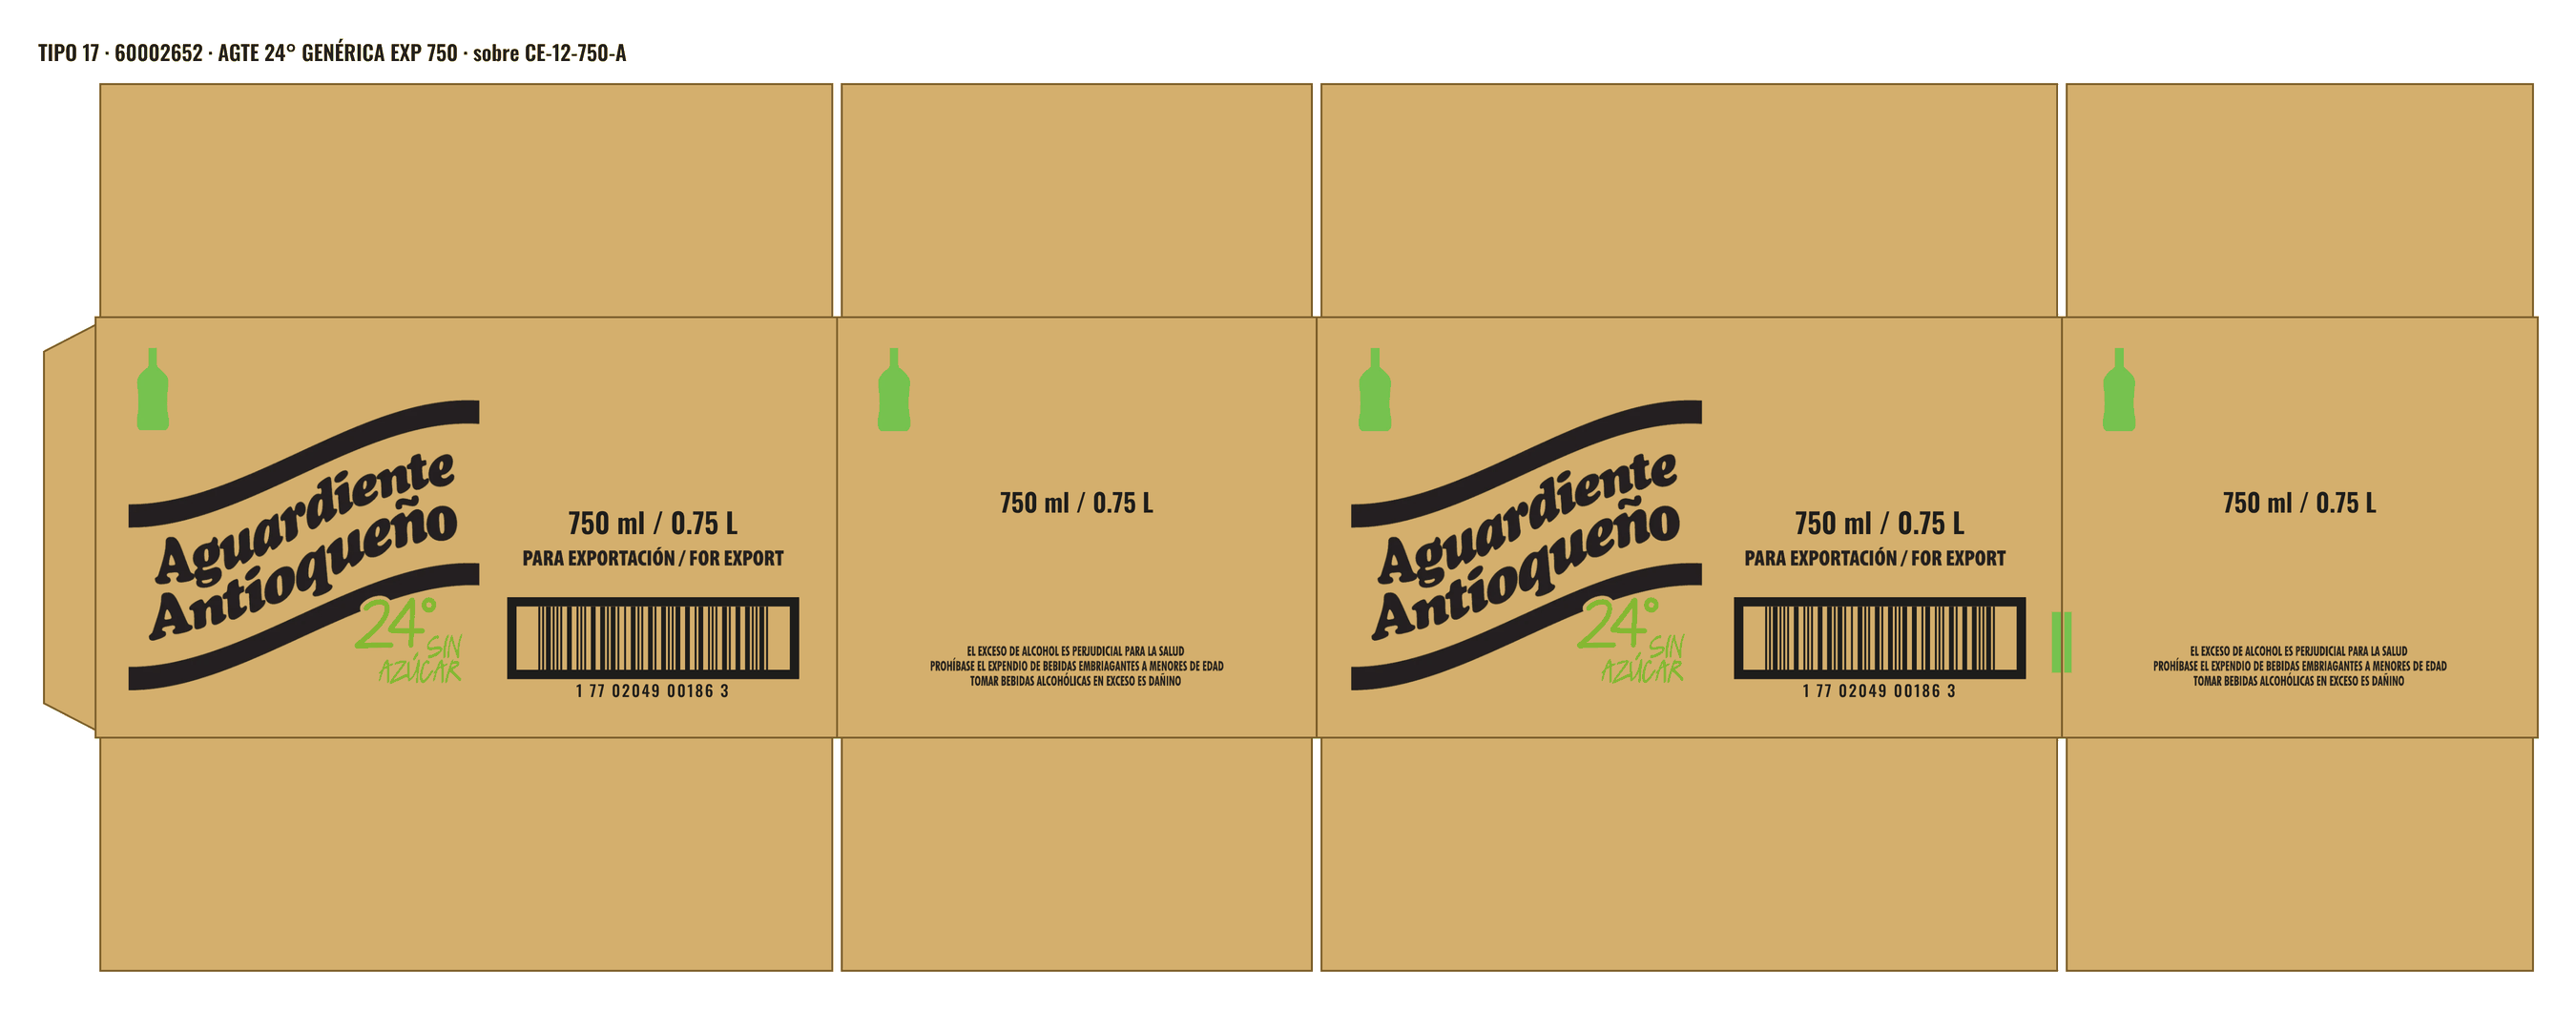 TIPO 17 · 60002652 · AGTE 24° GENÉRICA EXP 750 · sobre CE-12-750-A
Aguardiente
Antioqueño
24°
SIN
AZÚCAR
750 ml / 0.75 L
PARA EXPORTACIÓN / FOR EXPORT
1 77 02049 00186 3
750 ml / 0.75 L
EL EXCESO DE ALCOHOL ES PERJUDICIAL PARA LA SALUD
PROHÍBASE EL EXPENDIO DE BEBIDAS EMBRIAGANTES A MENORES DE EDAD
TOMAR BEBIDAS ALCOHÓLICAS EN EXCESO ES DAÑINO
Aguardiente
Antioqueño
24°
SIN
AZÚCAR
750 ml / 0.75 L
PARA EXPORTACIÓN / FOR EXPORT
1 77 02049 00186 3
750 ml / 0.75 L
EL EXCESO DE ALCOHOL ES PERJUDICIAL PARA LA SALUD
PROHÍBASE EL EXPENDIO DE BEBIDAS EMBRIAGANTES A MENORES DE EDAD
TOMAR BEBIDAS ALCOHÓLICAS EN EXCESO ES DAÑINO